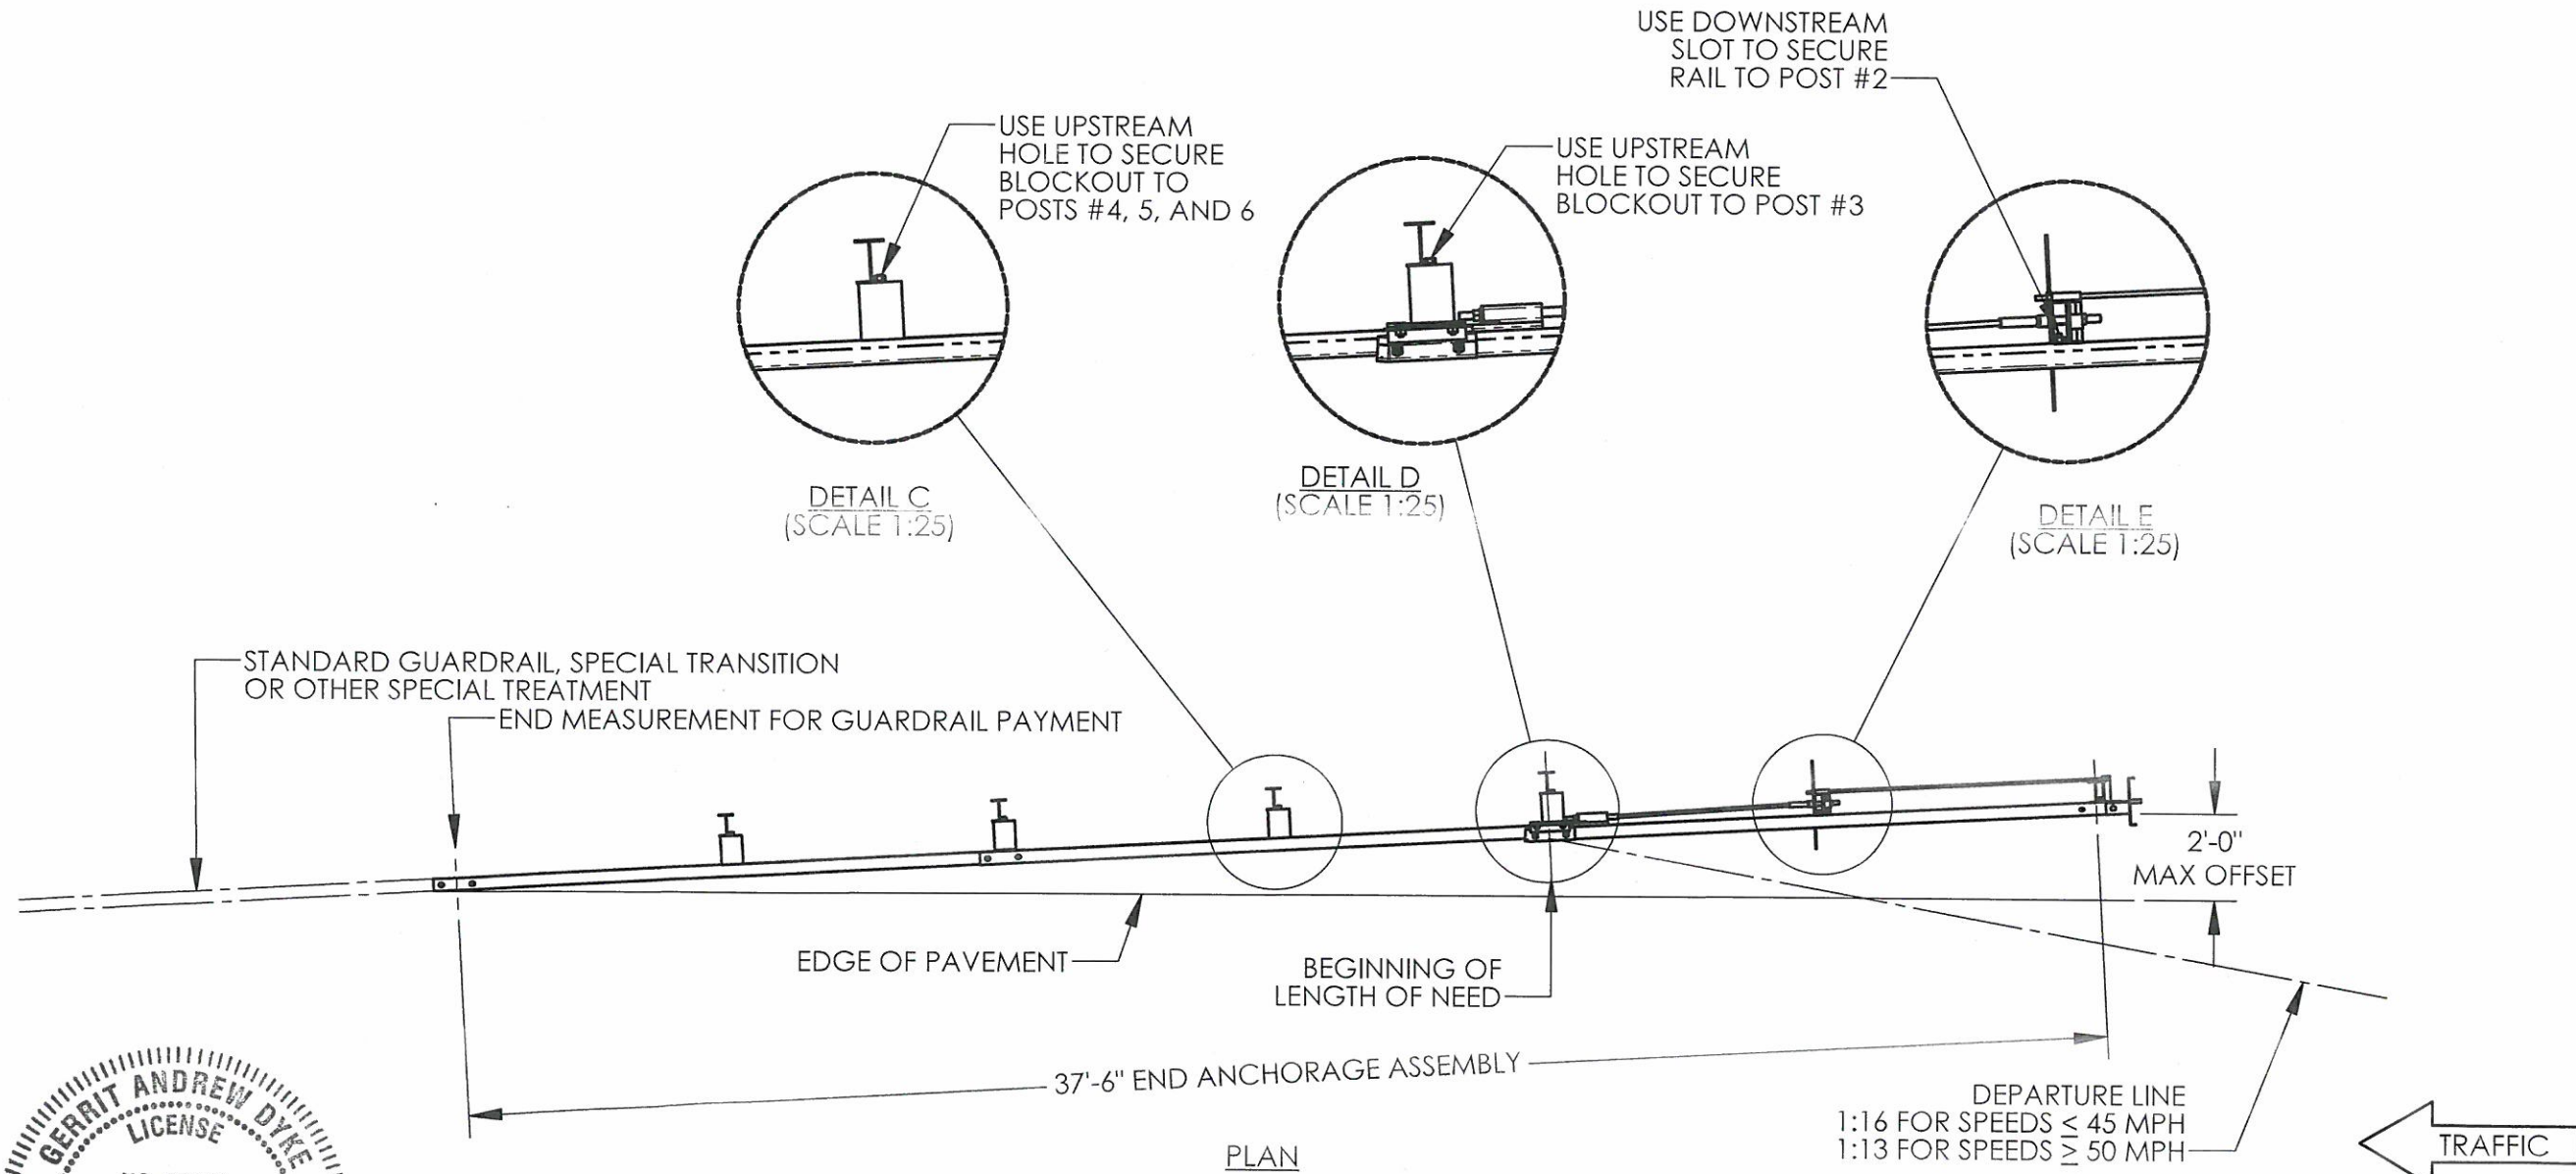 USE DOWNSTREAM
SLOT TO SECURE
RAIL TO POST #2
USE UPSTREAM
HOLE TO SECURE
BLOCKOUT TO
POSTS #4, 5, AND 6
USE UPSTREAM
HOLE TO SECURE
BLOCKOUT TO POST #3
DETAIL C
(SCALE 1:25)
DETAIL D
(SCALE 1:25)
DETAIL E
(SCALE 1:25)
STANDARD GUARDRAIL, SPECIAL TRANSITION
OR OTHER SPECIAL TREATMENT
END MEASUREMENT FOR GUARDRAIL PAYMENT
2'-0"
MAX OFFSET
EDGE OF PAVEMENT
BEGINNING OF
LENGTH OF NEED
37'-6" END ANCHORAGE ASSEMBLY
DEPARTURE LINE
1:16 FOR SPEEDS ≤ 45 MPH
1:13 FOR SPEEDS ≥ 50 MPH
TRAFFIC
PLAN
GERRIT ANDREW DYKE
LICENSE